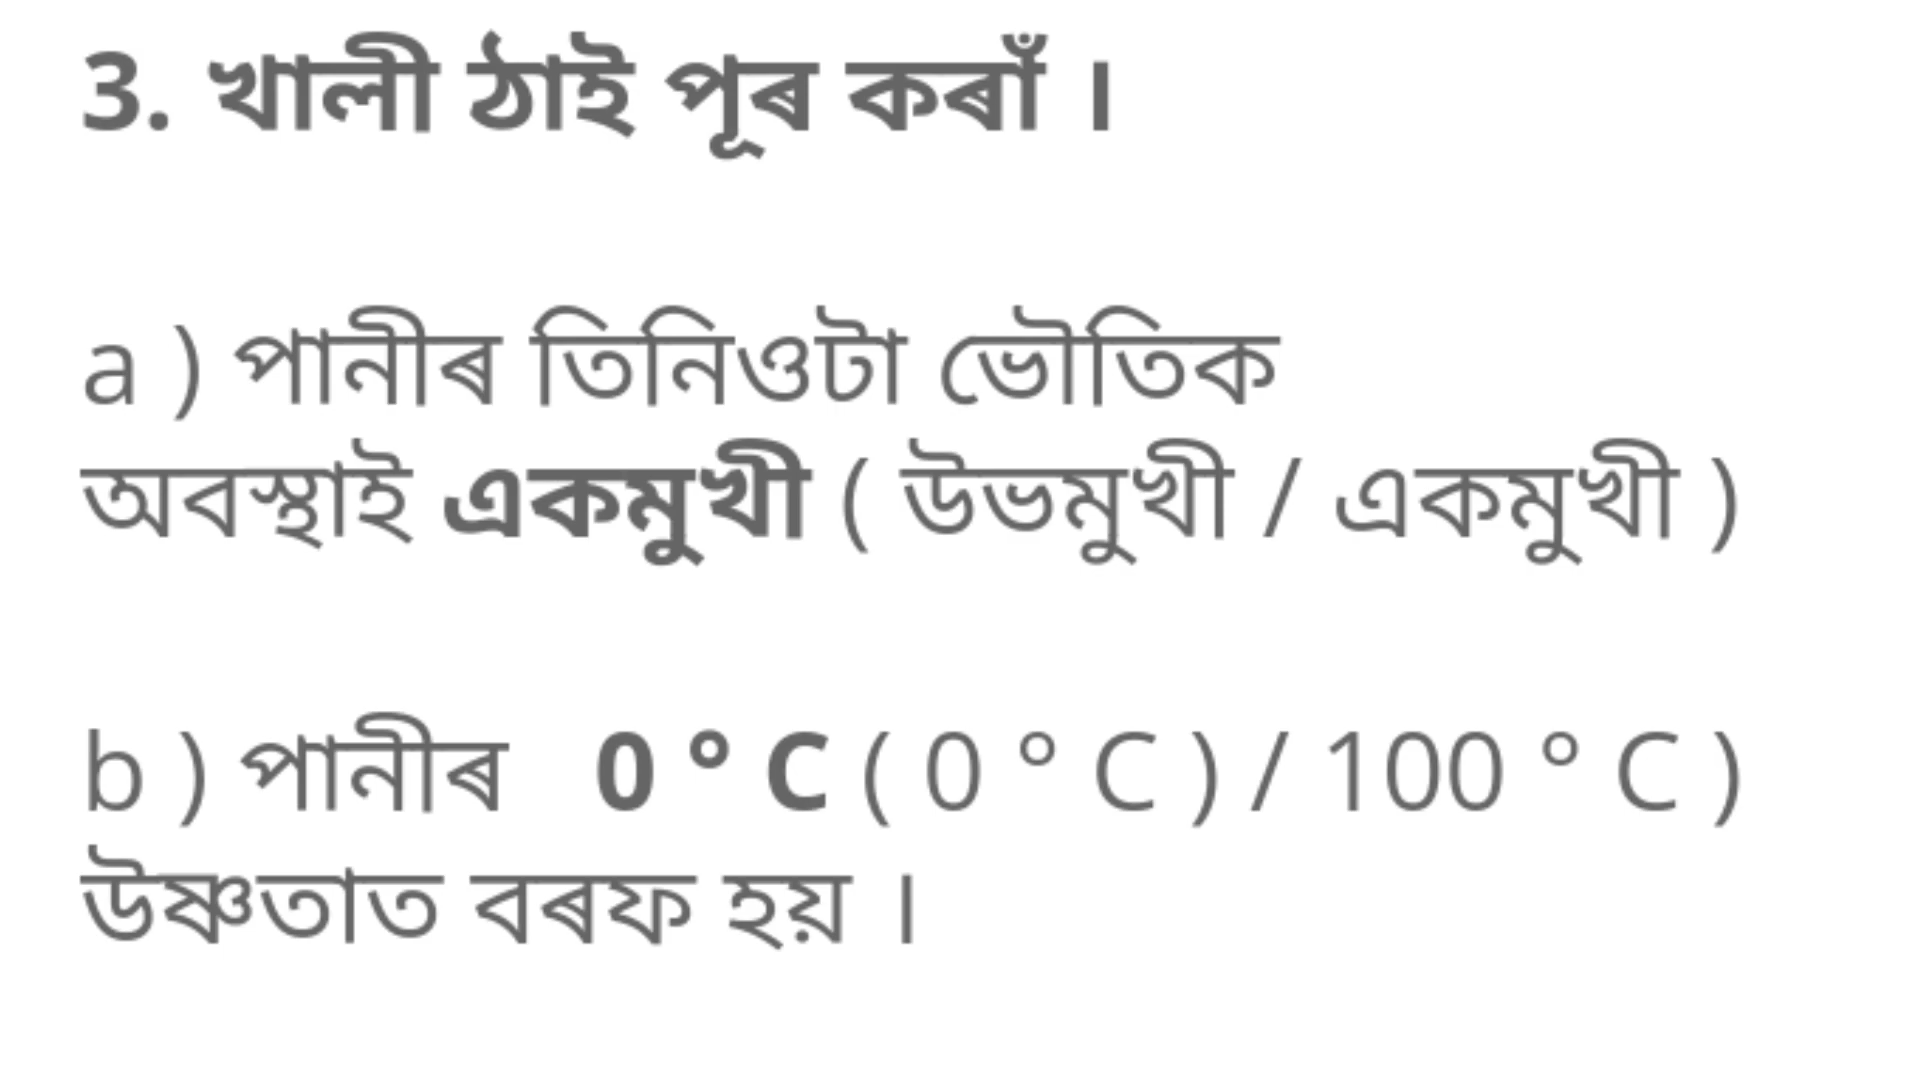 3. খালী ঠাই পূৰ কৰাঁ ।
a ) পানীৰ তিনিওটা ভৌতিক
অবস্থাই একমুখী ( উভমুখী / একমুখী )
b ) পানীৰ 0 ° C ( 0 ° C ) / 100 ° C )
উষ্ণতাত বৰফ হয় ।